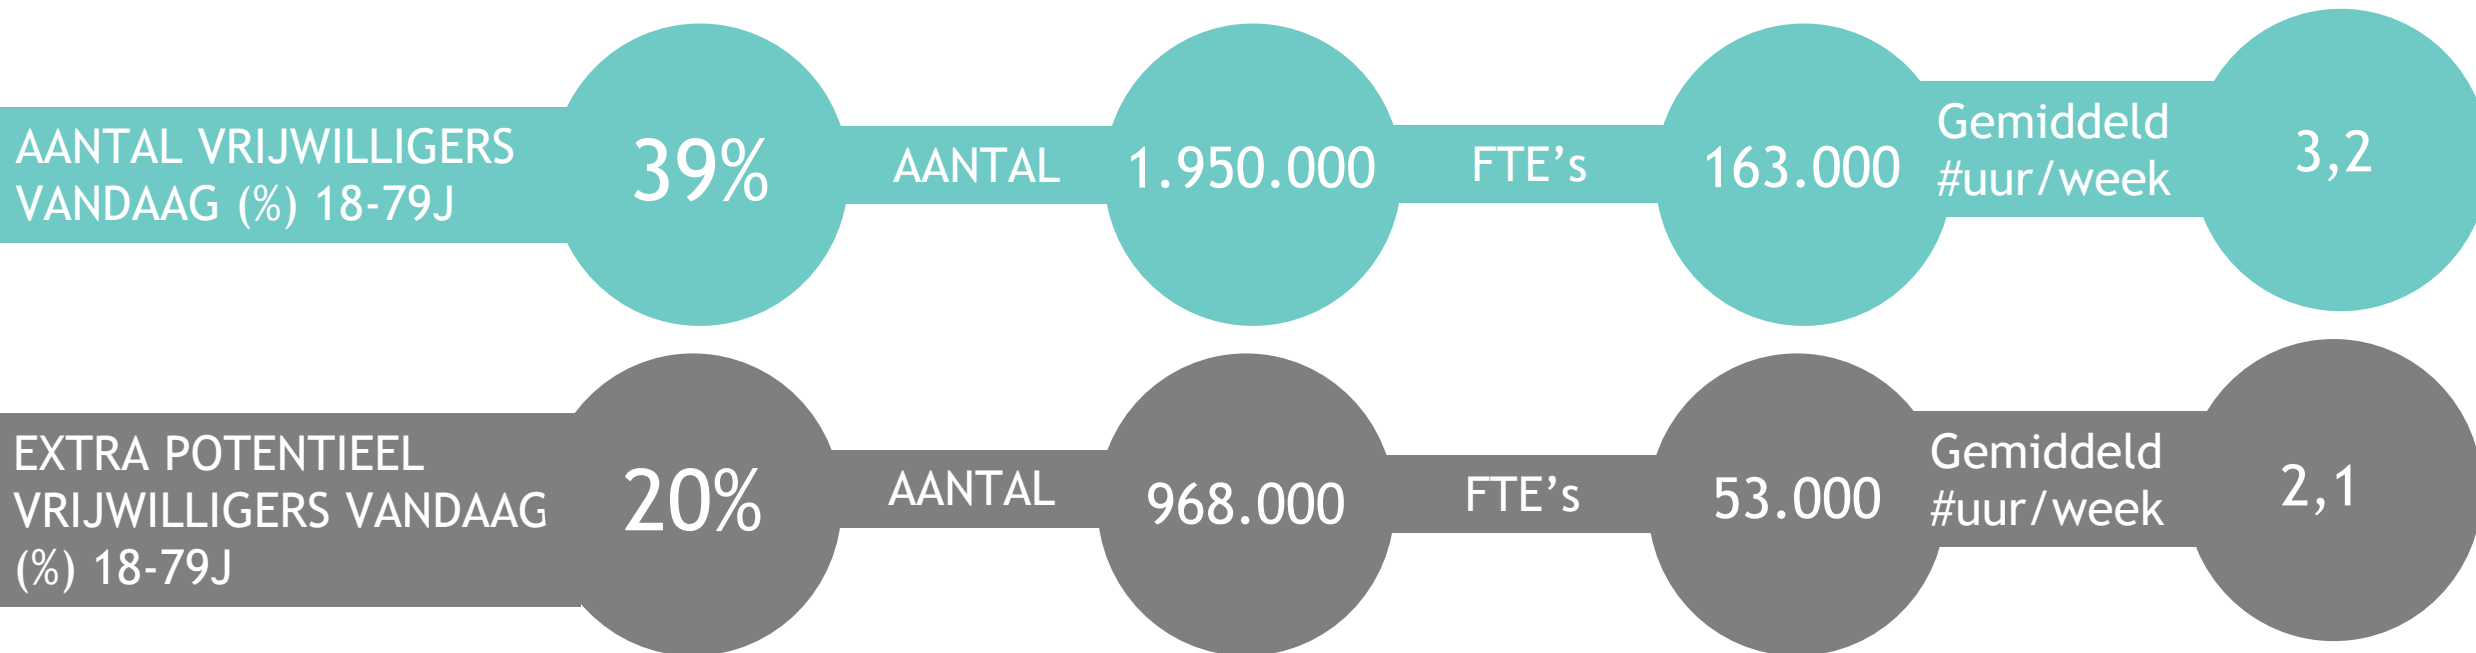 AANTAL VRIJWILLIGERS
VANDAAG (%) 18-79J
39%
AANTAL
1.950.000
FTE’s
163.000
Gemiddeld
#uur/week
3,2
EXTRA POTENTIEEL
VRIJWILLIGERS VANDAAG
(%) 18-79J
20%
AANTAL
968.000
FTE’s
53.000
Gemiddeld
#uur/week
2,1